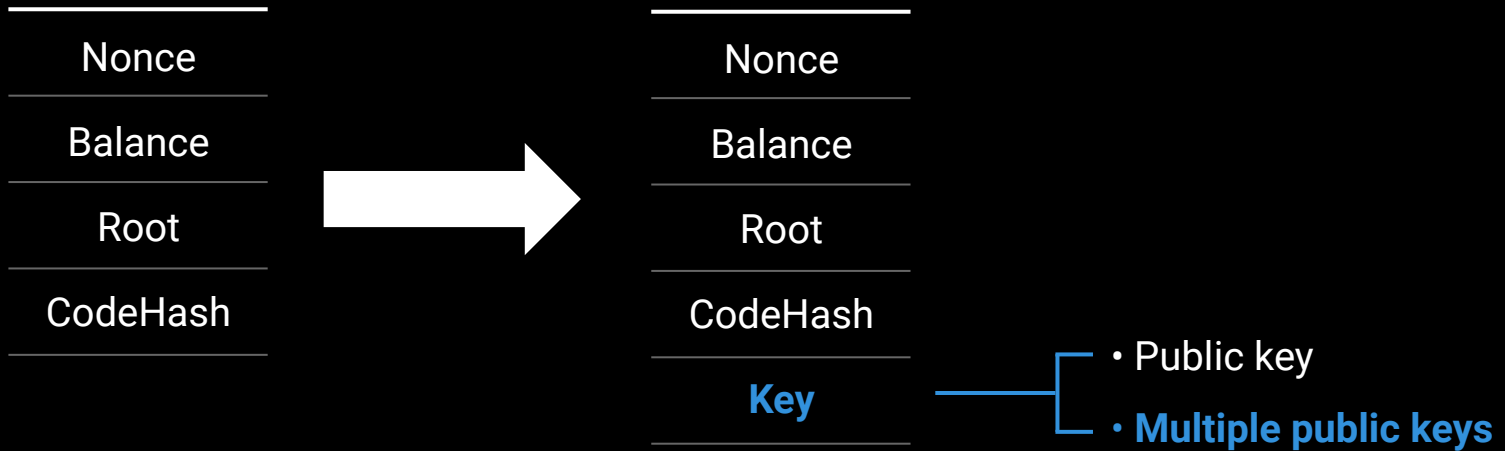 Nonce
Balance
Root
CodeHash
Nonce
Balance
Root
CodeHash
Key
• Public key
• Multiple public keys